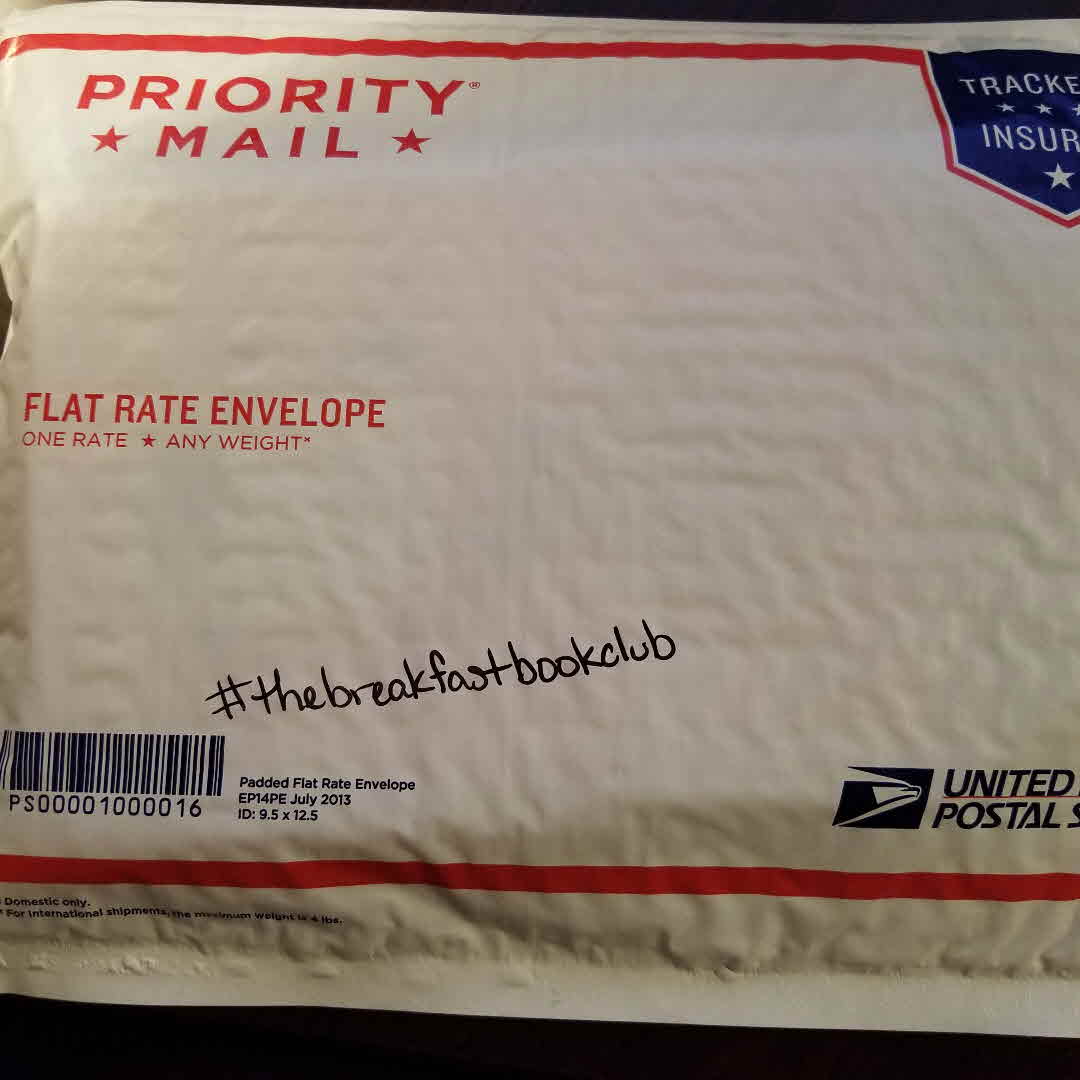 PRIORITY®
★ MAIL ★
TRACKE
★ ★ ★
INSUR
★
FLAT RATE ENVELOPE
ONE RATE ★ ANY WEIGHT*
#thebreakfastbookclub
PS00001000016
Padded Flat Rate Envelope
EP14PE July 2013
ID: 9.5 x 12.5
UNITED
POSTAL S
Domestic only.
* For International shipments, the maximum weight is 4 lbs.